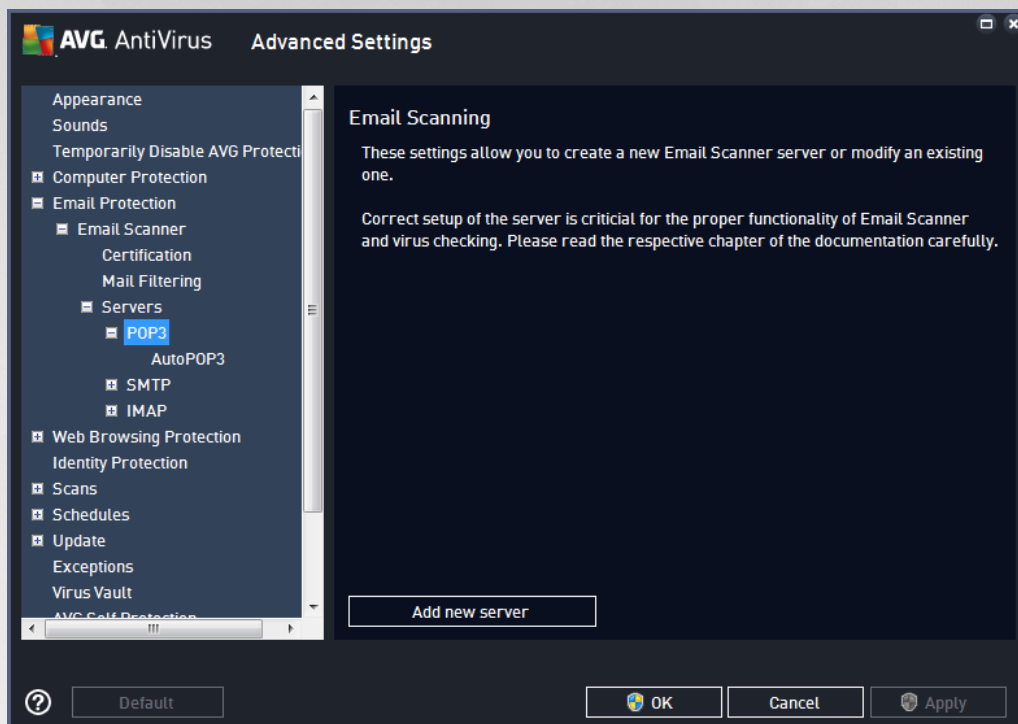 AVG. AntiVirus Advanced Settings
Appearance
Sounds
Temporarily Disable AVG Protecti
Computer Protection
Email Protection
Email Scanner
Certification
Mail Filtering
Servers
POP3
AutoPOP3
SMTP
IMAP
Web Browsing Protection
Identity Protection
Scans
Schedules
Update
Exceptions
Virus Vault
AVG Self Protection
Email Scanning
These settings allow you to create a new Email Scanner server or modify an existing
one.
Correct setup of the server is criticial for the proper functionality of Email Scanner
and virus checking. Please read the respective chapter of the documentation carefully.
Add new server
? Default OK Cancel Apply